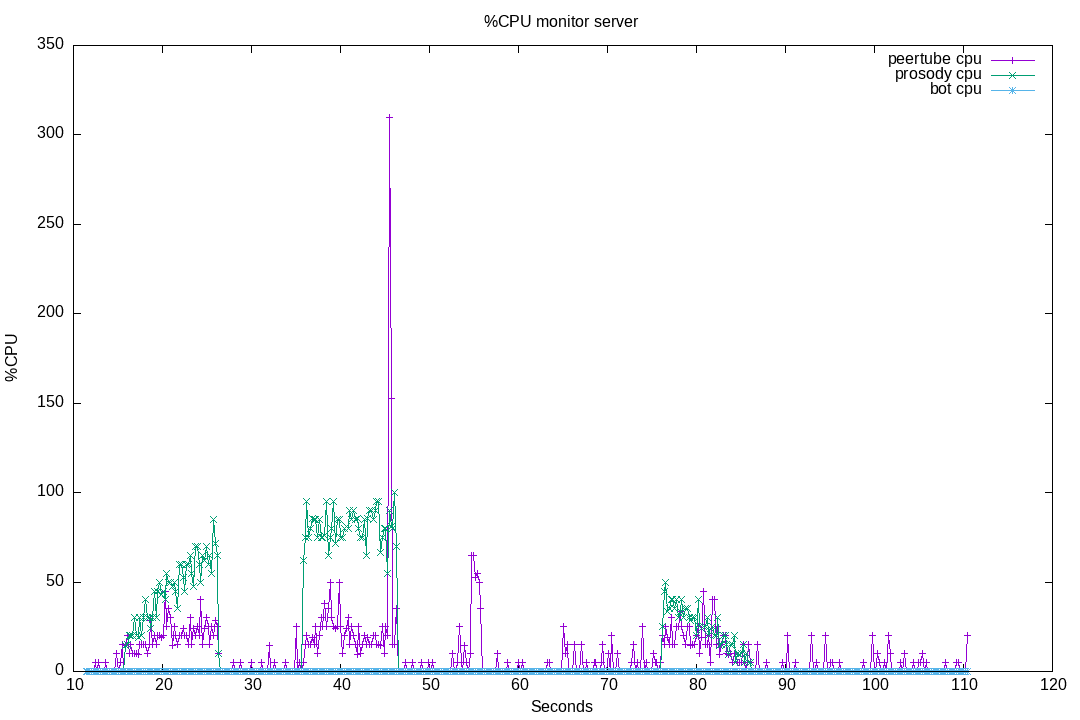 %CPU monitor server
350
300
250
200
150
100
50
0
%CPU
peertube cpu
prosody cpu
bot cpu
10 20 30 40 50 60 70 80 90 100 110 120
Seconds